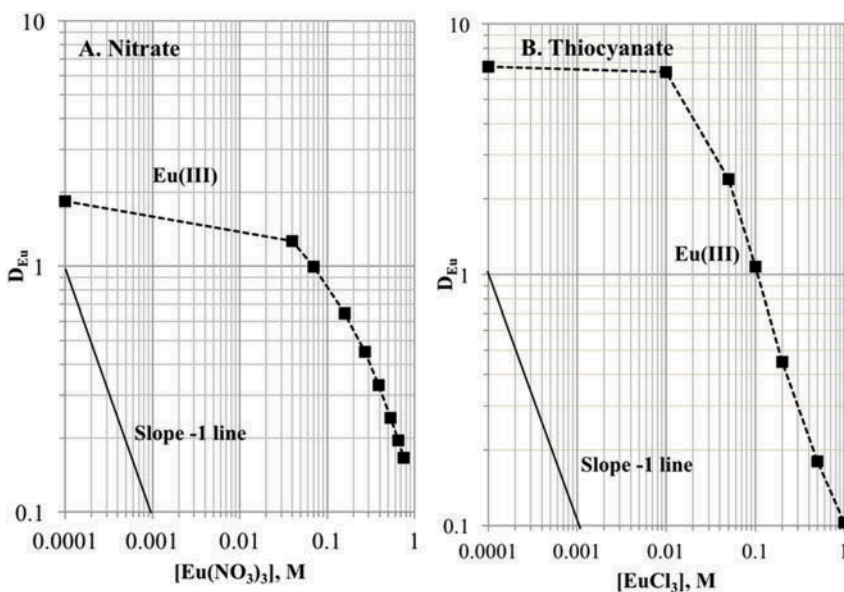 A. Nitrate
10
1
0.1
D_Eu
Eu(III)
Slope -1 line
0.0001 0.001 0.01 0.1 1
[Eu(NO₃)₃], M
B. Thiocyanate
10
1
0.1
D_Eu
Eu(III)
Slope -1 line
0.0001 0.001 0.01 0.1 1
[EuCl₃], M